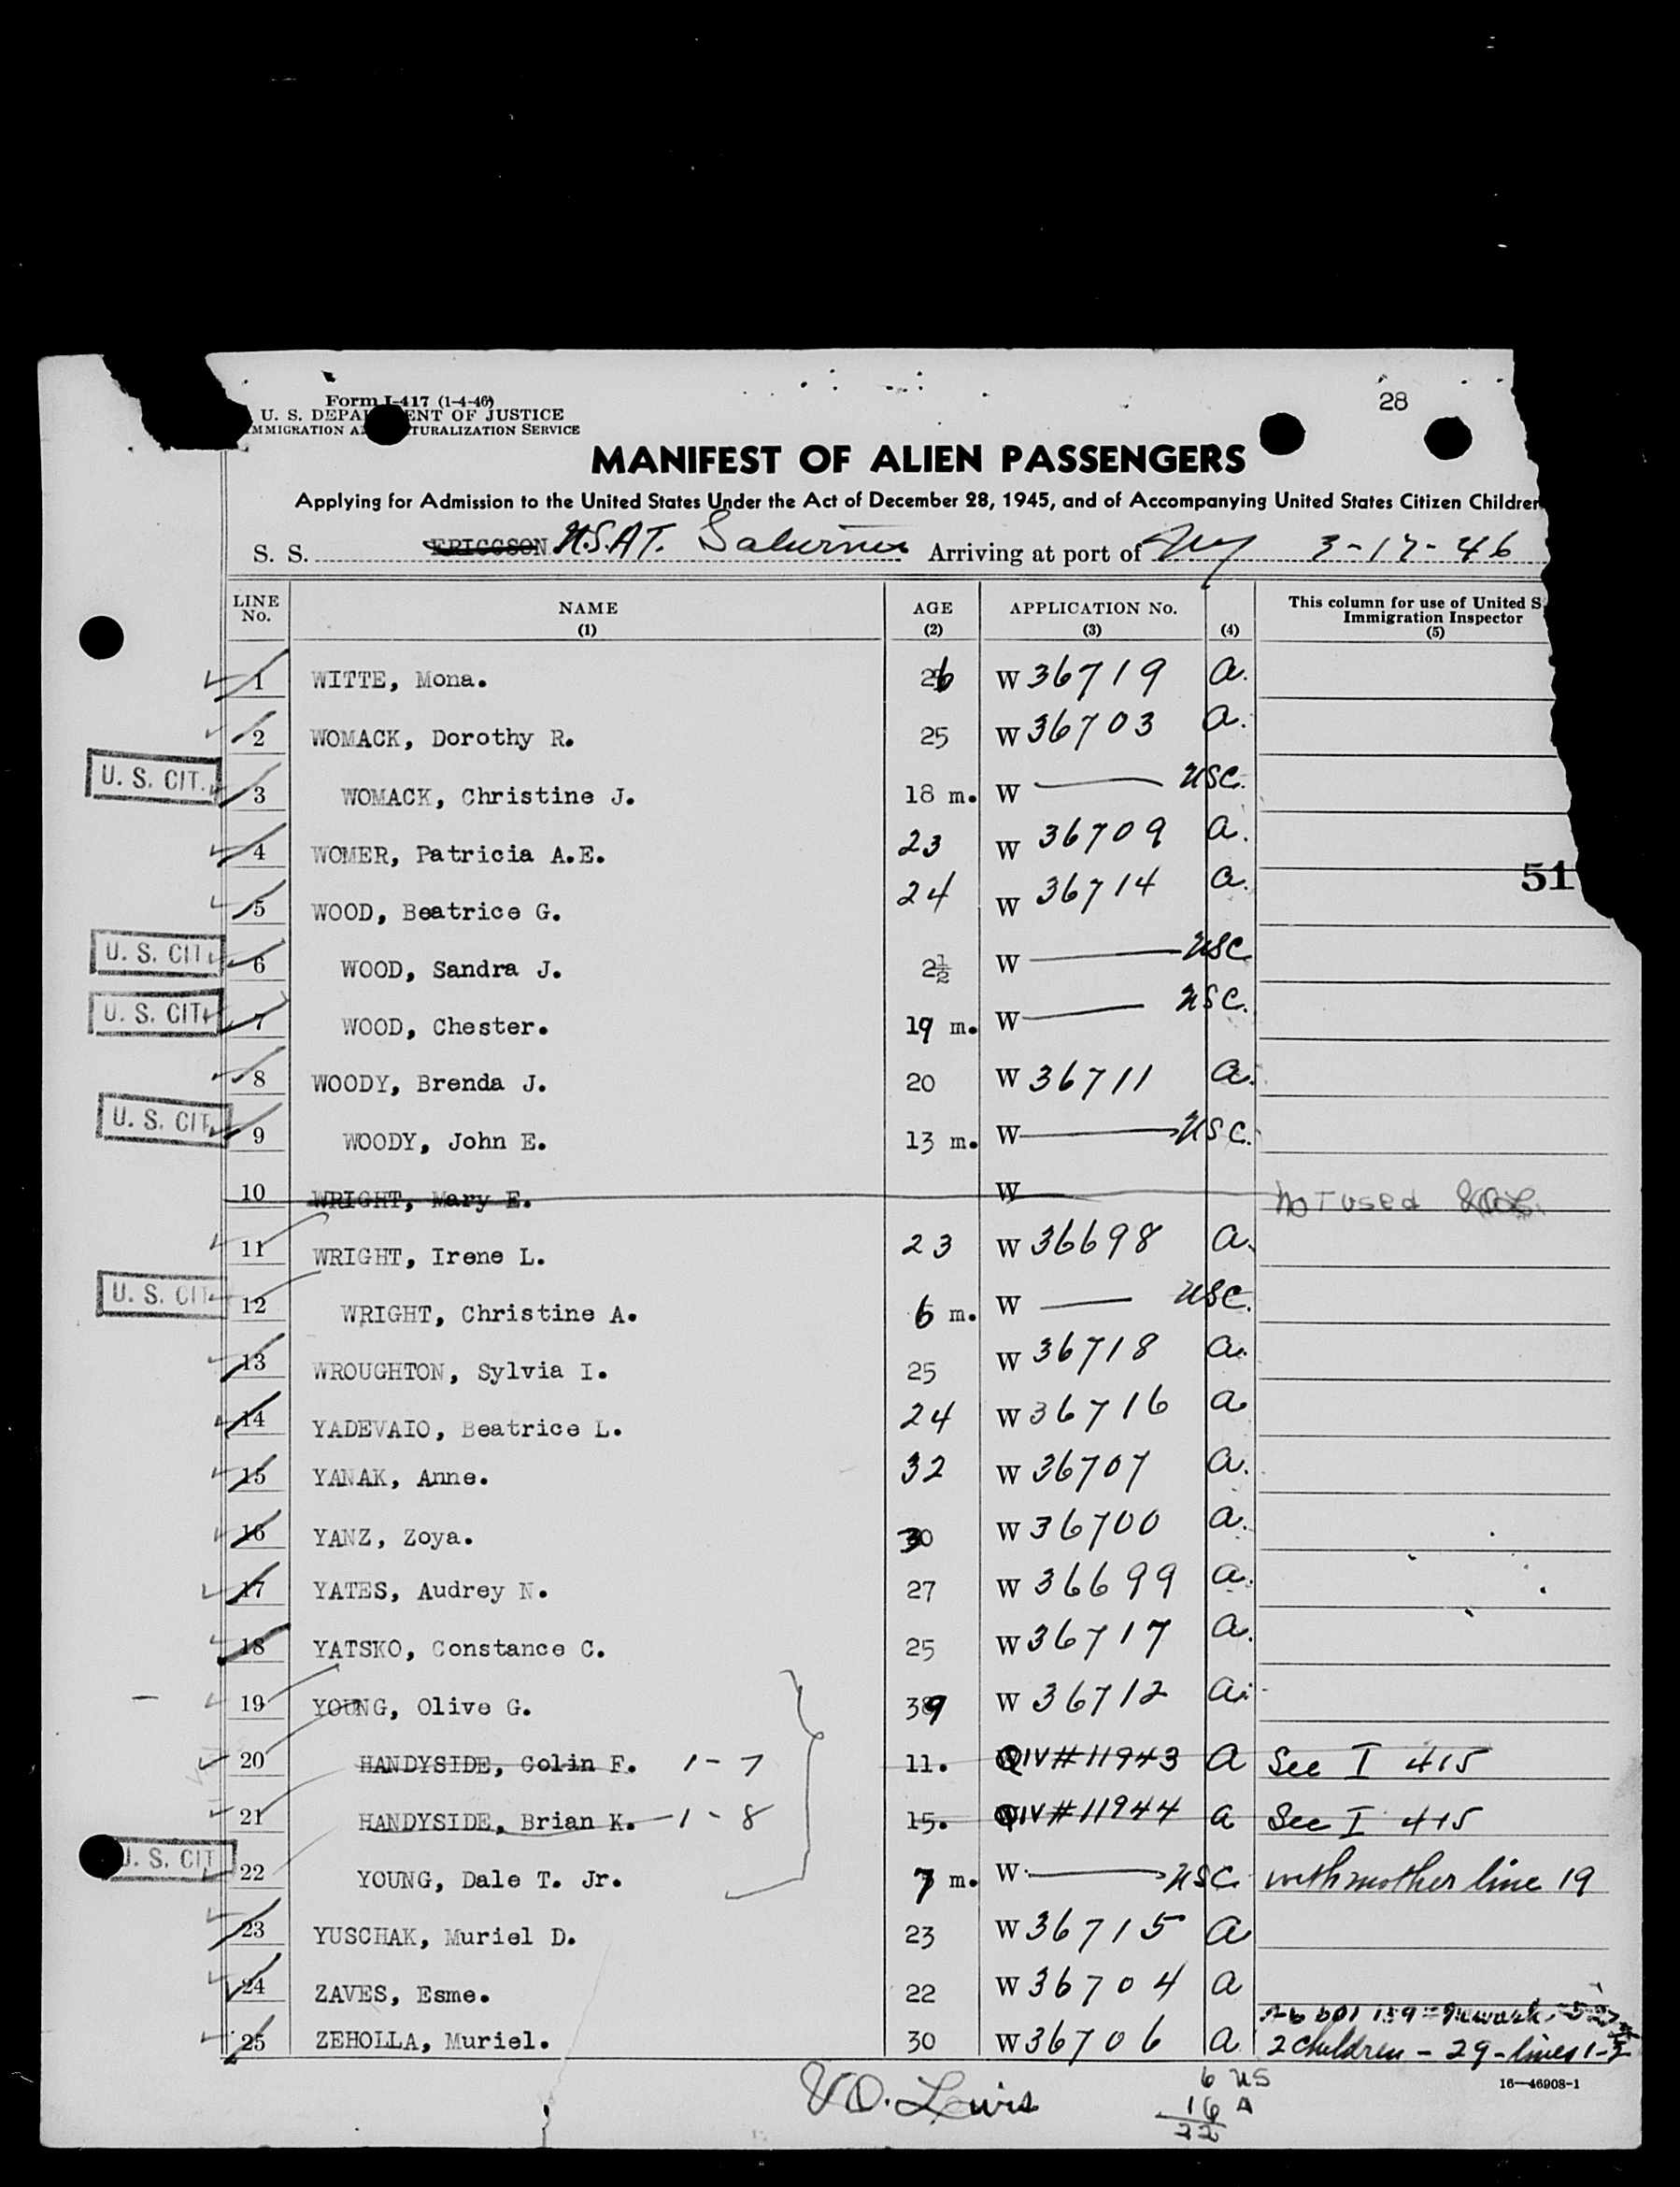 28
Form I-417 (1-4-46)
U. S. DEPA ENT OF JUSTICE
MMIGRATION A TURALIZATION SERVICE
MANIFEST OF ALIEN PASSENGERS
Applying for Admission to the United States Under the Act of December 28, 1945, and of Accompanying United States Citizen Children
S. S. ERICSSON U.S.A.T. Saturnia Arriving at port of NY 3-17-46
LINE No. NAME (1) AGE (2) APPLICATION No. (3) (4) This column for use of United S Immigration Inspector (5)
1 WITTE, Mona. 26 W 36719 a.
2 WOMACK, Dorothy R. 25 W 36703 a.
U. S. CIT. 3 WOMACK, Christine J. 18 m. W — USC.
4 WOMER, Patricia A.E. 23 W 36709 a.
51
5 WOOD, Beatrice G. 24 W 36714 a.
U. S. CIT 6 WOOD, Sandra J. 2½ W — USC
U. S. CIT 7 WOOD, Chester. 19 m. W — USC.
8 WOODY, Brenda J. 20 W 36711 a.
U. S. CIT 9 WOODY, John E. 13 m. W — USC.
10 WRIGHT, Mary E. W Not used
11 WRIGHT, Irene L. 23 W 36698 a.
U. S. CIT 12 WRIGHT, Christine A. 6 m. W — USC.
13 WROUGHTON, Sylvia I. 25 W 36718 a.
14 YADEVAIO, Beatrice L. 24 W 36716 a.
15 YANAK, Anne. 32 W 36707 a.
16 YANZ, Zoya. 30 W 36700 a.
17 YATES, Audrey N. 27 W 36699 a.
18 YATSKO, Constance C. 25 W 36717 a.
19 YOUNG, Olive G. 39 W 36712 a.
20 HANDYSIDE, Colin F. 1-7 11. QIV#11943 A See I 415
21 HANDYSIDE, Brian K. 1-8 15. QIV#11944 a See I 415
U. S. CIT 22 YOUNG, Dale T. Jr. 7 m. W — USC with mother line 19
23 YUSCHAK, Muriel D. 23 W 36715 a
24 ZAVES, Esme. 22 W 36704 a
25 ZEHOLLA, Muriel. 30 W 36706 a 2 children - 29 - lines 1-2
V.O. Lewis
6 US
16 A
22
16—46908-1